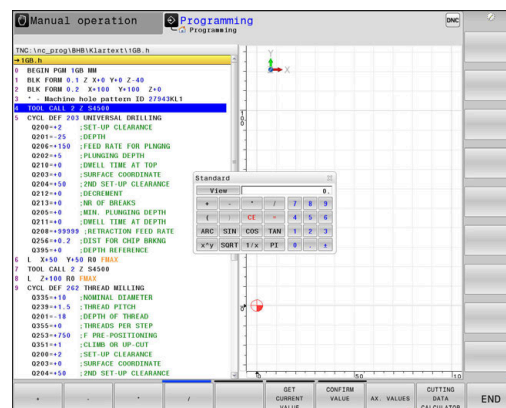 Manual operation
Programming
Programming
DNC
TNC:\nc_prog\BHB\Klartext\1GB.h
→1GB.h
0 BEGIN PGM 1GB MM
1 BLK FORM 0.1 Z X+0 Y+0 Z-40
2 BLK FORM 0.2 X+100 Y+100 Z+0
3 * - Machine hole pattern ID 27943KL1
4 TOOL CALL 2 Z S4500
5 CYCL DEF 203 UNIVERSAL DRILLING
Q200=+2 ;SET-UP CLEARANCE
Q201=-25 ;DEPTH
Q206=+150 ;FEED RATE FOR PLNGNG
Q202=+5 ;PLUNGING DEPTH
Q210=+0 ;DWELL TIME AT TOP
Q203=+0 ;SURFACE COORDINATE
Q204=+50 ;2ND SET-UP CLEARANCE
Q212=+0 ;DECREMENT
Q213=+0 ;NR OF BREAKS
Q205=+0 ;MIN. PLUNGING DEPTH
Q211=+0 ;DWELL TIME AT DEPTH
Q208=+99999 ;RETRACTION FEED RATE
Q256=+0.2 ;DIST FOR CHIP BRKNG
Q395=+0 ;DEPTH REFERENCE
6 L X+50 Y+50 R0 FMAX
7 TOOL CALL 2 Z S4500
8 L Z+100 R0 FMAX
9 CYCL DEF 262 THREAD MILLING
Q335=+10 ;NOMINAL DIAMETER
Q239=+1.5 ;THREAD PITCH
Q201=-18 ;DEPTH OF THREAD
Q355=+0 ;THREADS PER STEP
Q253=+750 ;F PRE-POSITIONING
Q351=+1 ;CLIMB OR UP-CUT
Q200=+2 ;SET-UP CLEARANCE
Q203=+0 ;SURFACE COORDINATE
Q204=+50 ;2ND SET-UP CLEARANCE
Y
X
100
0
0
50
100
Standard
View 0.
+ - * / 7 8 9
( ) CE = 4 5 6
ARC SIN COS TAN 1 2 3
x^y SQRT 1/x PI 0 . ±
+ - * /
GET CURRENT VALUE
CONFIRM VALUE
AX. VALUES
CUTTING DATA CALCULATOR
END